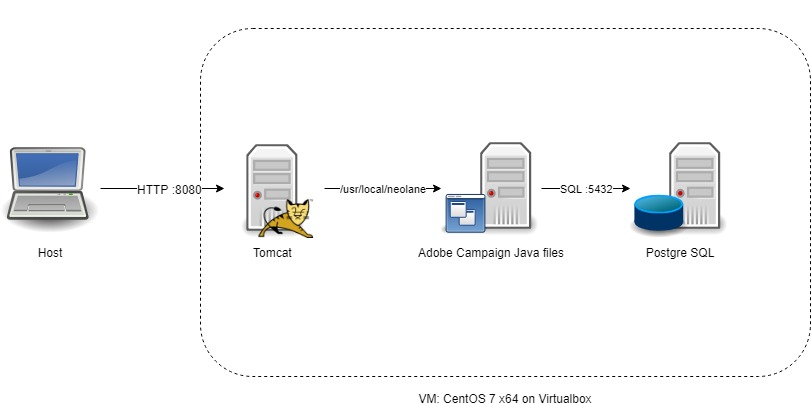 HTTP :8080
/usr/local/neolane
SQL :5432
Host
Tomcat
Adobe Campaign Java files
Postgre SQL
VM: CentOS 7 x64 on Virtualbox